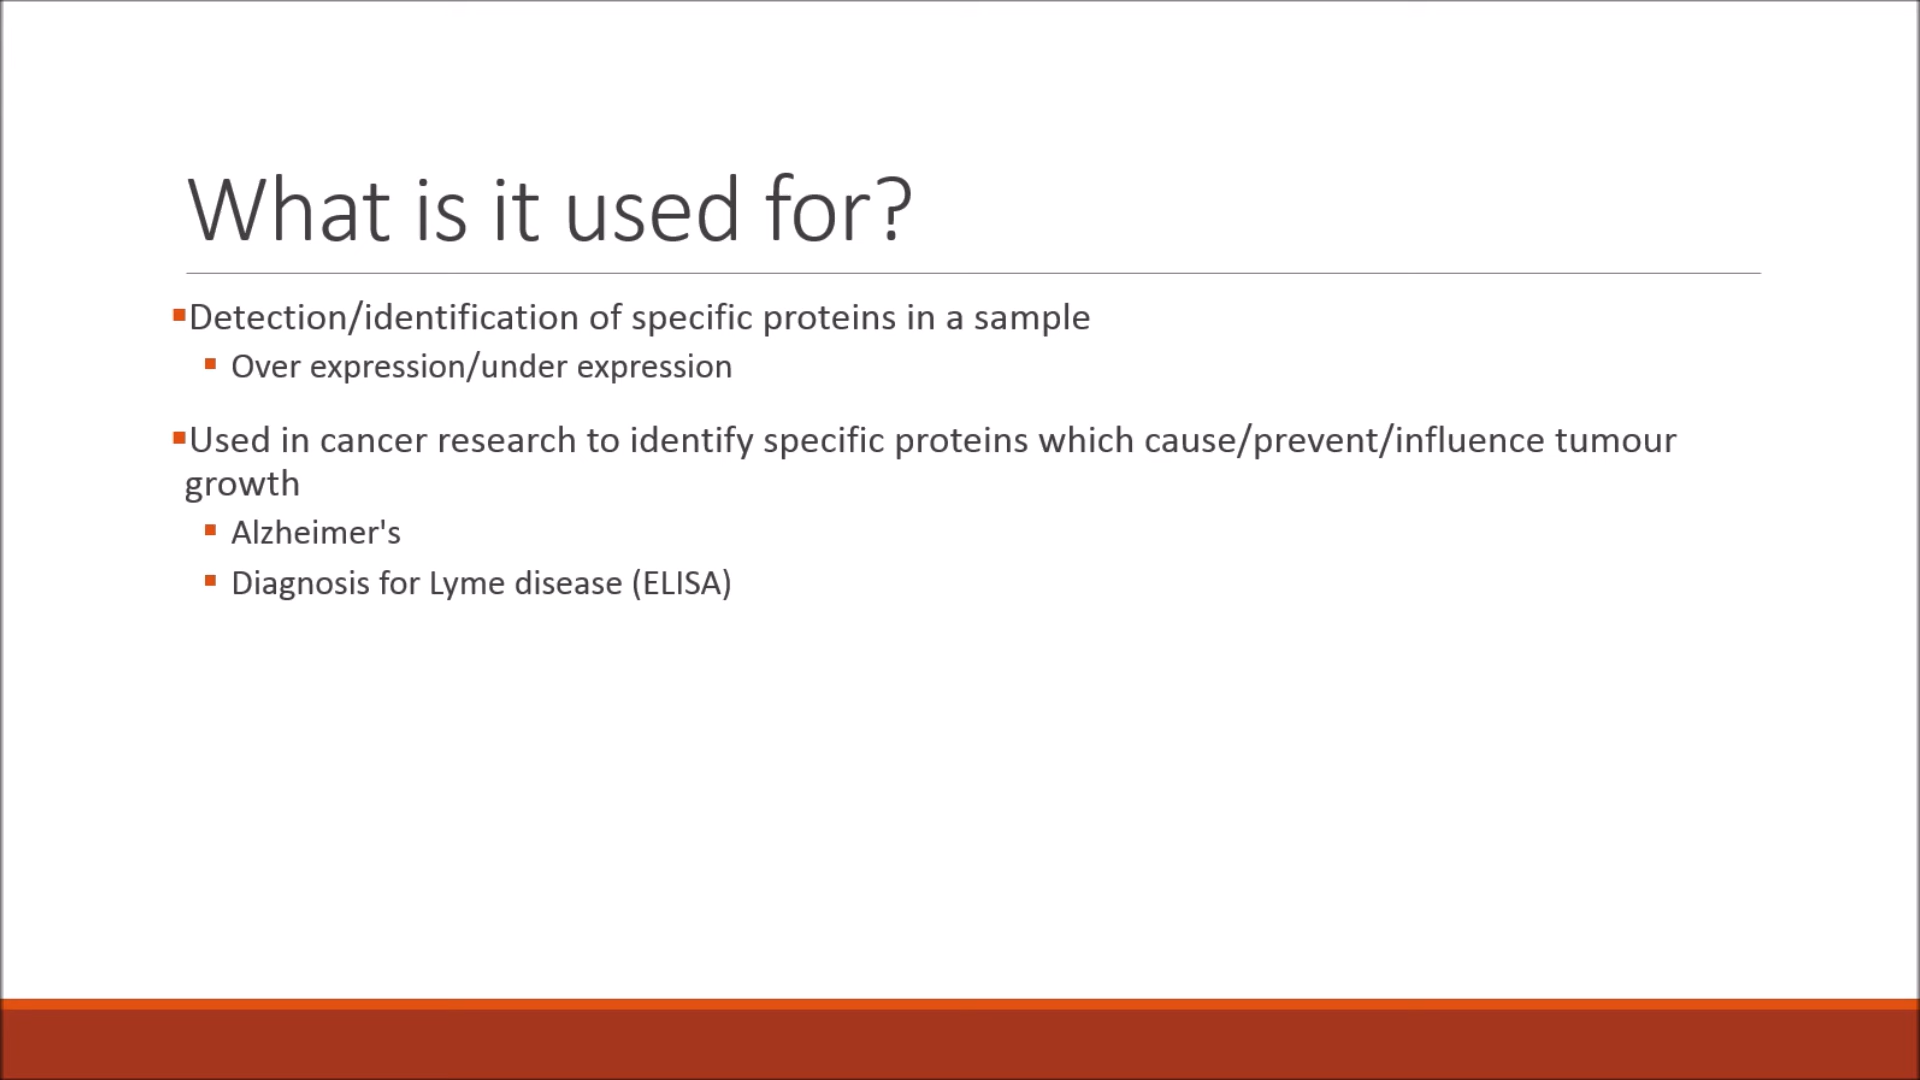 What is it used for?
Detection/identification of specific proteins in a sample
Over expression/under expression
Used in cancer research to identify specific proteins which cause/prevent/influence tumour
growth
Alzheimer's
Diagnosis for Lyme disease (ELISA)